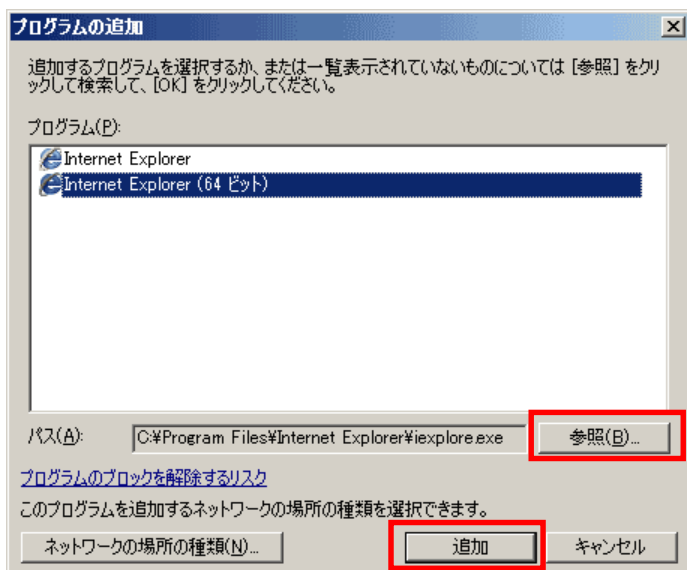 プログラムの追加
追加するプログラムを選択するか、または一覧表示されていないものについては [参照] をクリ
ックして検索して、[OK] をクリックしてください。
プログラム(P):
Internet Explorer
Internet Explorer (64 ビット)
パス(A): C:¥Program Files¥Internet Explorer¥iexplore.exe 参照(B)...
プログラムのブロックを解除するリスク
このプログラムを追加するネットワークの場所の種類を選択できます。
ネットワークの場所の種類(N)... 追加 キャンセル